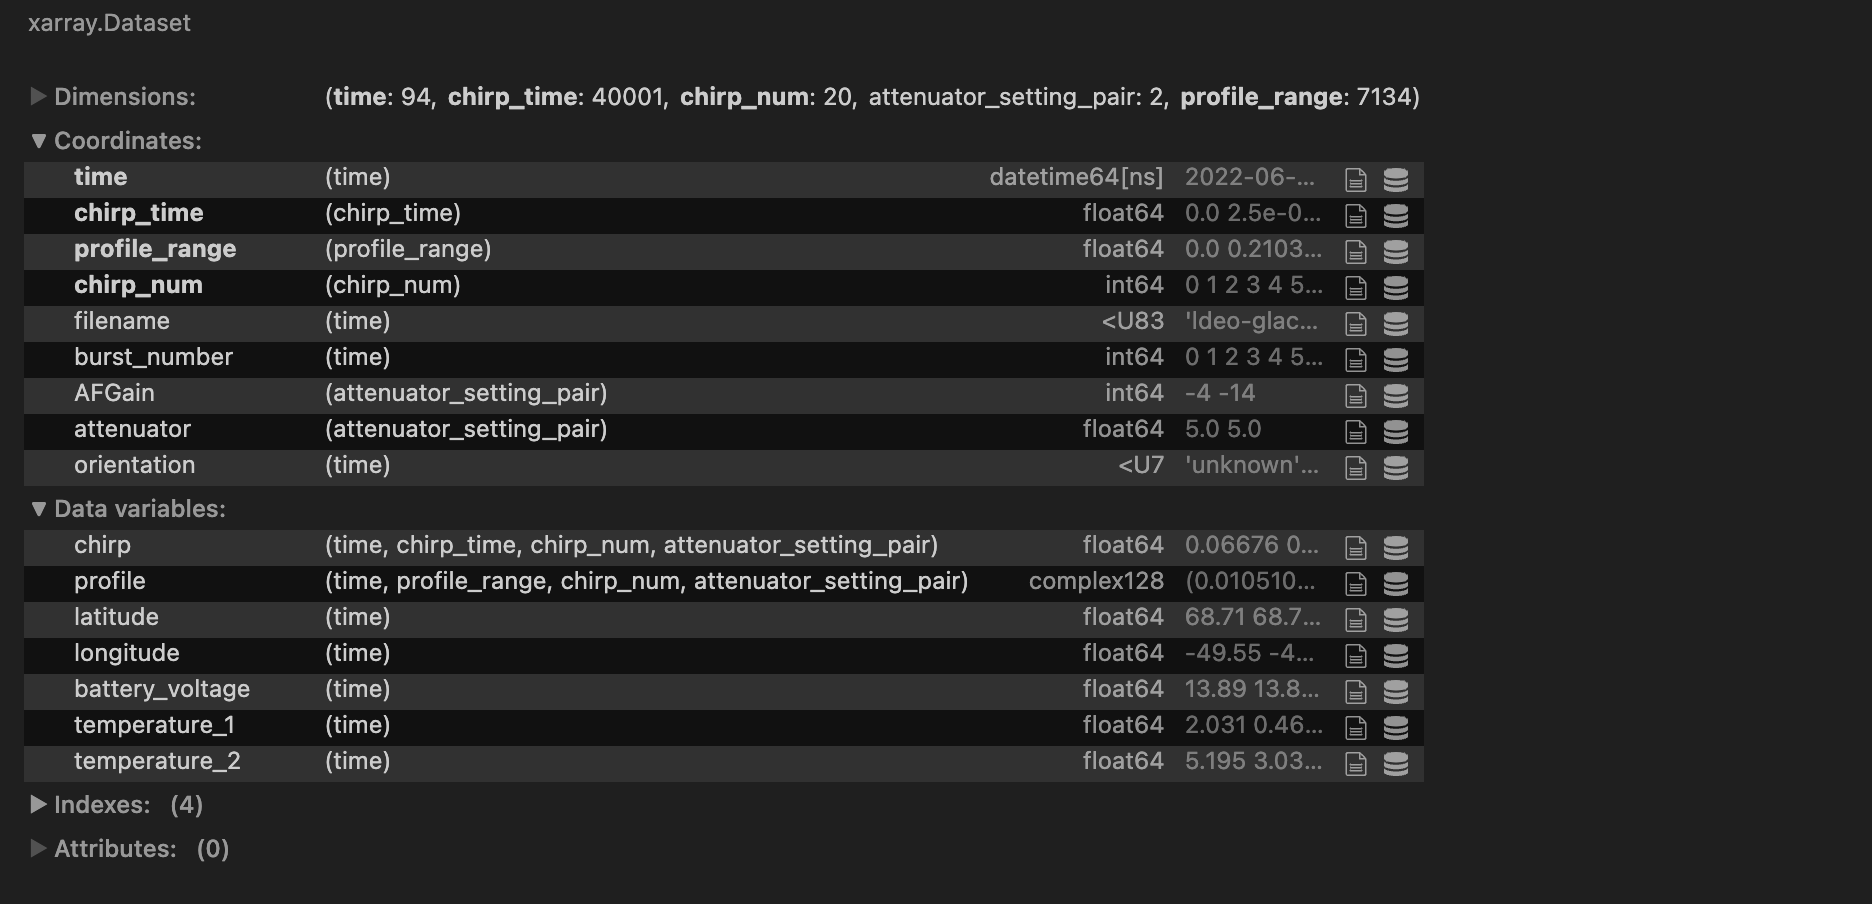 xarray.Dataset
Dimensions: (time: 94, chirp_time: 40001, chirp_num: 20, attenuator_setting_pair: 2, profile_range: 7134)
Coordinates:
time (time) datetime64[ns] 2022-06-...
chirp_time (chirp_time) float64 0.0 2.5e-0...
profile_range (profile_range) float64 0.0 0.2103...
chirp_num (chirp_num) int64 0 1 2 3 4 5...
filename (time) <U83 'ldeo-glac...
burst_number (time) int64 0 1 2 3 4 5...
AFGain (attenuator_setting_pair) int64 -4 -14
attenuator (attenuator_setting_pair) float64 5.0 5.0
orientation (time) <U7 'unknown'...
Data variables:
chirp (time, chirp_time, chirp_num, attenuator_setting_pair) float64 0.06676 0...
profile (time, profile_range, chirp_num, attenuator_setting_pair) complex128 (0.010510...
latitude (time) float64 68.71 68.7...
longitude (time) float64 -49.55 -4...
battery_voltage (time) float64 13.89 13.8...
temperature_1 (time) float64 2.031 0.46...
temperature_2 (time) float64 5.195 3.03...
Indexes: (4)
Attributes: (0)